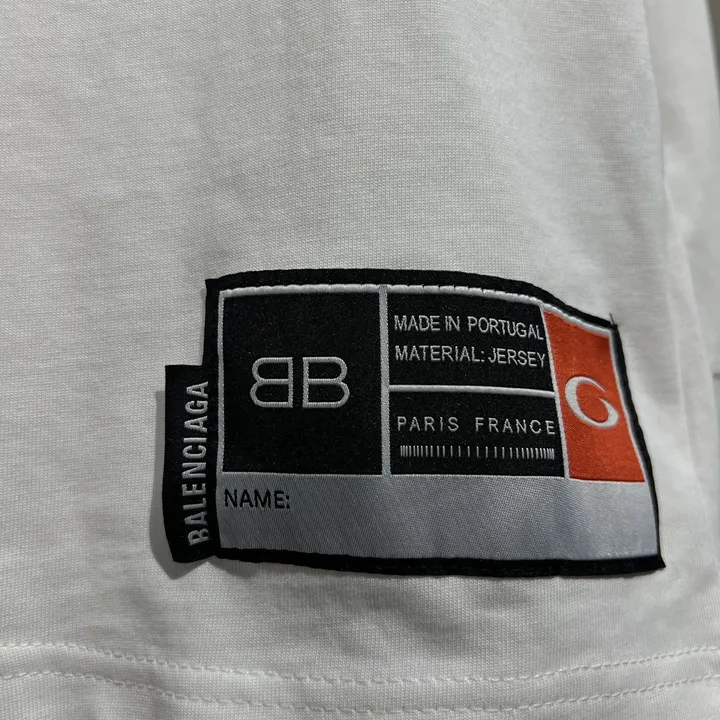 BALENCIAGA
BB
MADE IN PORTUGAL
MATERIAL: JERSEY
PARIS FRANCE
NAME: